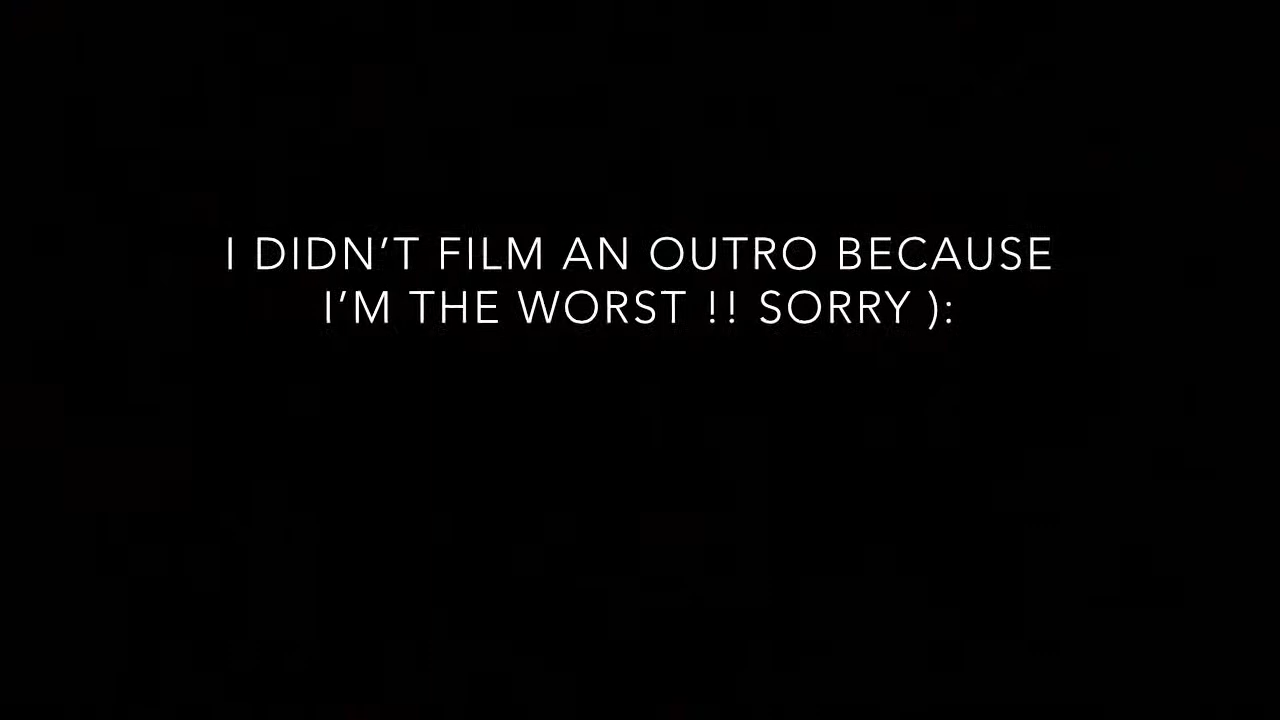 I DIDN’T FILM AN OUTRO BECAUSE
I’M THE WORST !! SORRY ):